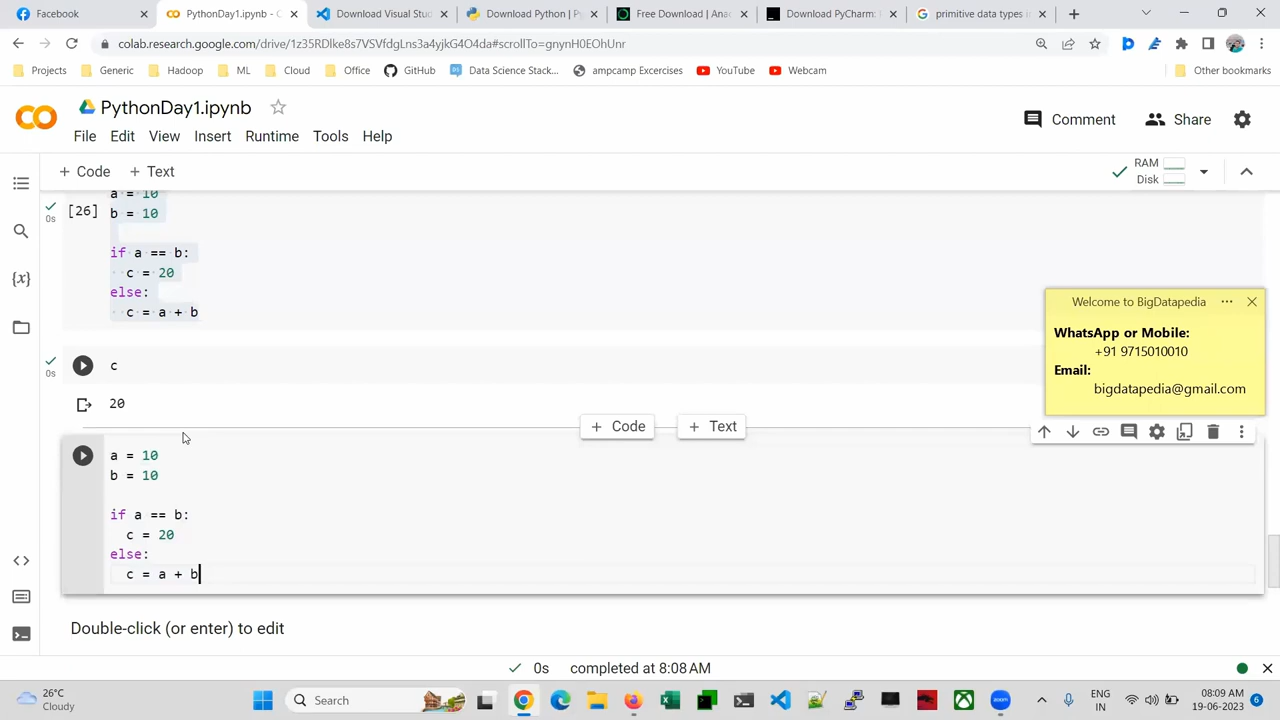 Facebook
PythonDay1.ipynb - C
Download Visual Stu
Download Python | P
Free Download | Ana
Download PyCharm:
primitive data types i
colab.research.google.com/drive/1z35RDlke8s7VSVfdgLns3a4yjkG4O4da#scrollTo=gnynH0EOhUnr
Projects
Generic
Hadoop
ML
Cloud
Office
GitHub
Data Science Stack...
ampcamp Excercises
YouTube
Webcam
Other bookmarks
PythonDay1.ipynb
Comment
Share
File Edit View Insert Runtime Tools Help
+ Code + Text
RAM
Disk
a = 10
[26] b = 10
0s
if a == b:
c = 20
else:
c = a + b
Welcome to BigDatapedia
WhatsApp or Mobile:
+91 9715010010
Email:
bigdatapedia@gmail.com
c
0s
20
+ Code + Text
a = 10
b = 10
if a == b:
c = 20
else:
c = a + b
Double-click (or enter) to edit
0s completed at 8:08 AM
26°C
Cloudy
Search
ENG
IN
08:09 AM
19-06-2023
6